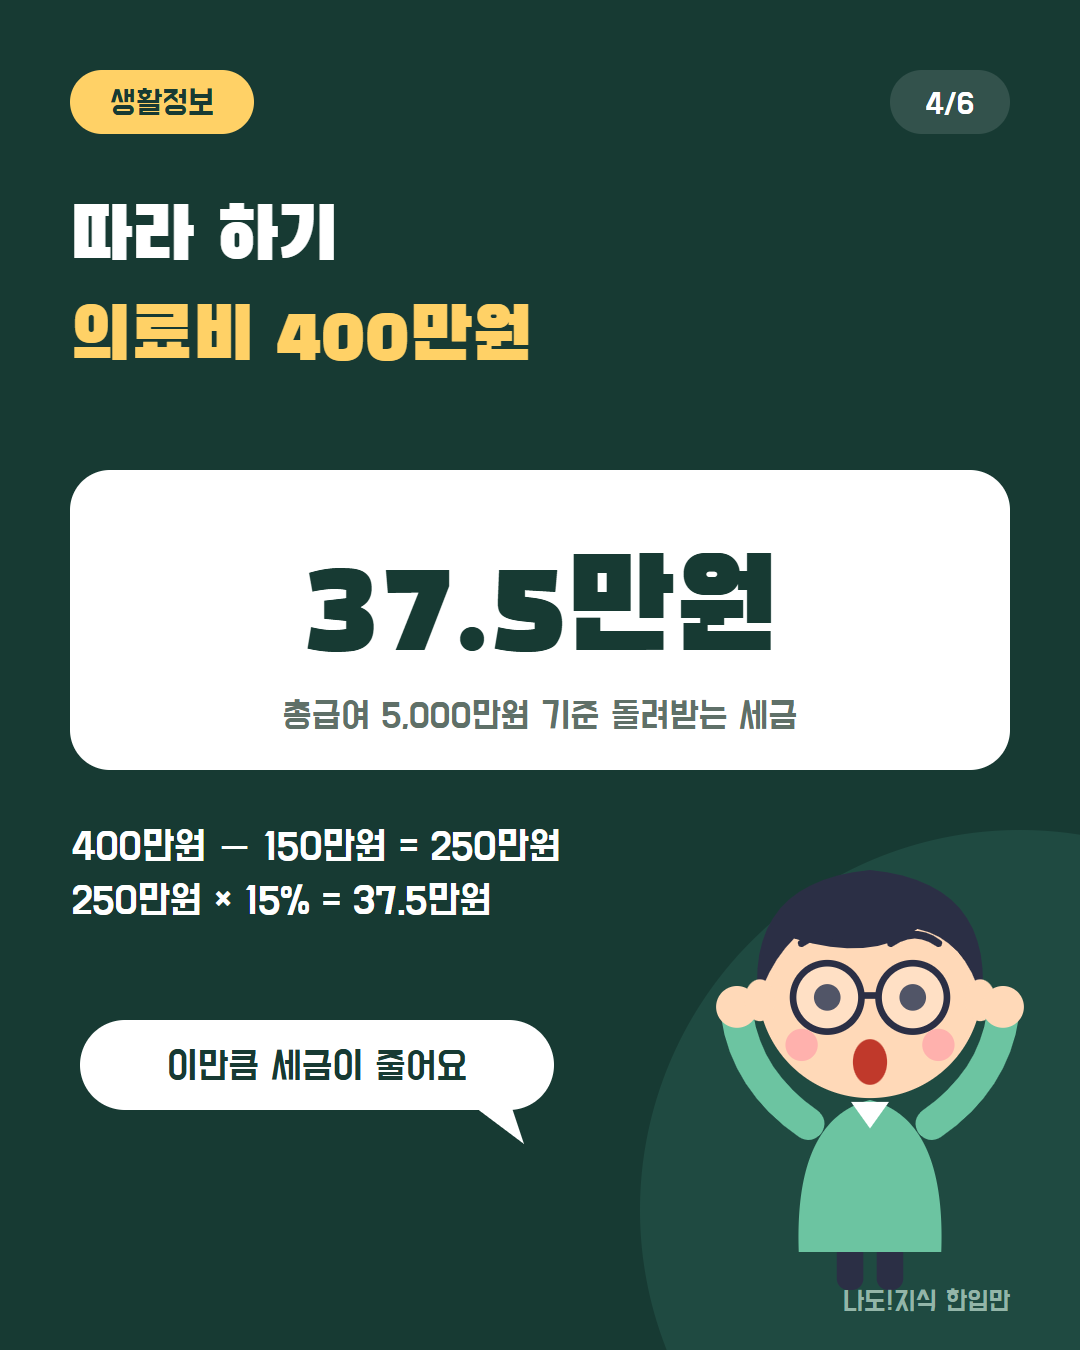 생활정보
4/6
따라 하기
의료비 400만원
37.5만원
총급여 5,000만원 기준 돌려받는 세금
400만원 − 150만원 = 250만원
250만원 × 15% = 37.5만원
이만큼 세금이 줄어요
나도!지식 한입만